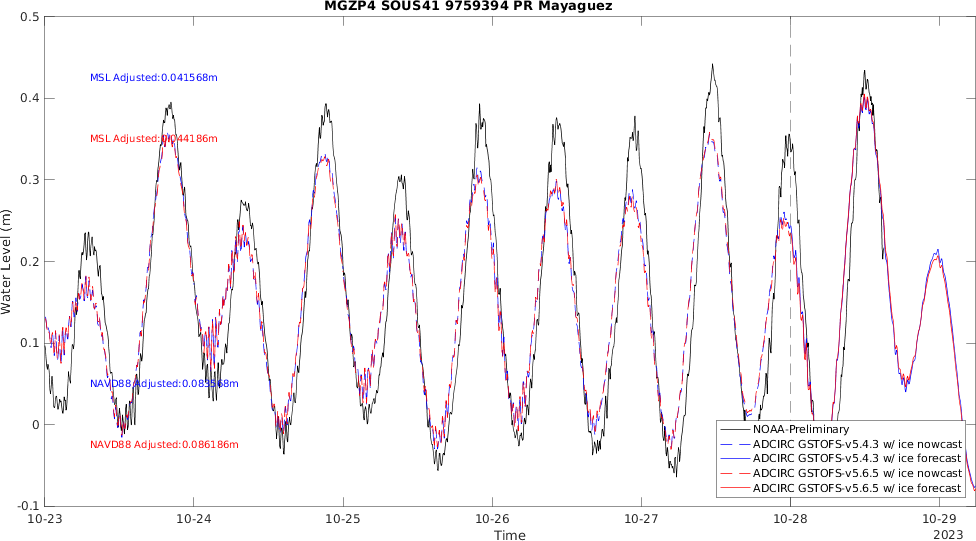 MGZP4 SOUS41 9759394 PR Mayaguez
0.5
0.4
0.3
0.2
0.1
0
-0.1
Water Level (m)
MSL Adjusted:0.041568m
MSL Adjusted:0.044186m
NAVD88 Adjusted:0.083568m
NAVD88 Adjusted:0.086186m
NOAA-Preliminary
ADCIRC GSTOFS-v5.4.3 w/ ice nowcast
ADCIRC GSTOFS-v5.4.3 w/ ice forecast
ADCIRC GSTOFS-v5.6.5 w/ ice nowcast
ADCIRC GSTOFS-v5.6.5 w/ ice forecast
10-23 10-24 10-25 10-26 10-27 10-28 10-29
Time
2023